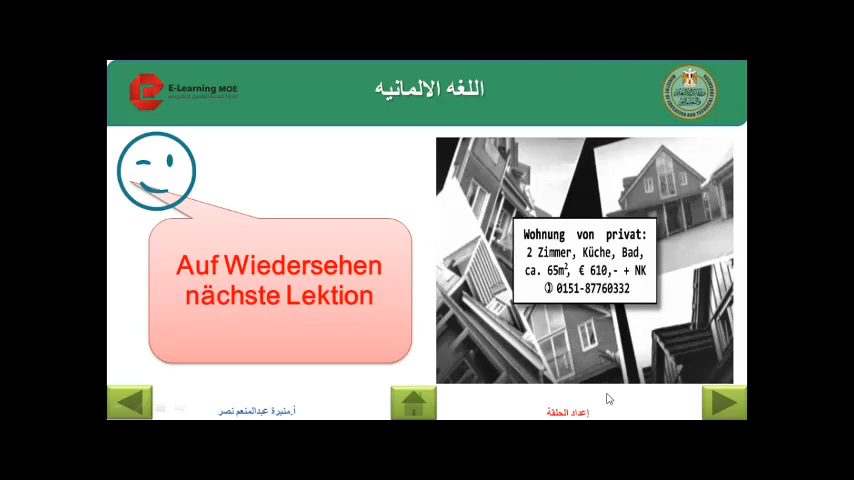 E-Learning MOE
اللغه الالمانيه
Auf Wiedersehen
nächste Lektion
Wohnung von privat:
2 Zimmer, Küche, Bad,
ca. 65m², € 610,- + NK
0151-87760332
أ.منيرة عبدالمنعم نصر
إعداد الحلقة